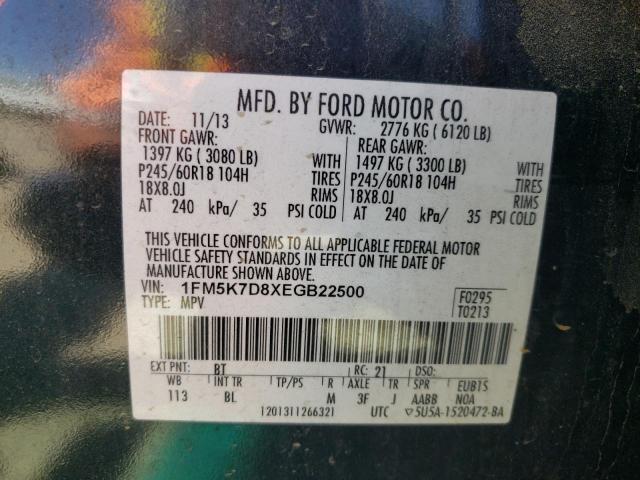 MFD. BY FORD MOTOR CO.
DATE: 11/13 GVWR: 2776 KG ( 6120 LB)
FRONT GAWR: REAR GAWR:
1397 KG ( 3080 LB) WITH 1497 KG ( 3300 LB) WITH
P245/60R18 104H TIRES P245/60R18 104H TIRES
18X8.0J RIMS 18X8.0J RIMS
AT 240 kPa/ 35 PSI COLD AT 240 kPa/ 35 PSI COLD
THIS VEHICLE CONFORMS TO ALL APPLICABLE FEDERAL MOTOR
VEHICLE SAFETY STANDARDS IN EFFECT ON THE DATE OF
MANUFACTURE SHOWN ABOVE.
VIN: 1FM5K7D8XEGB22500 F0295
TYPE: MPV T0213
EXT PNT: BT RC: 21 DSO:
WB INT TR TP/PS R AXLE TR SPR EUB1S
113 BL M 3F J AABB NOA
1201311266321 UTC ▽5U5A-1520472-BA